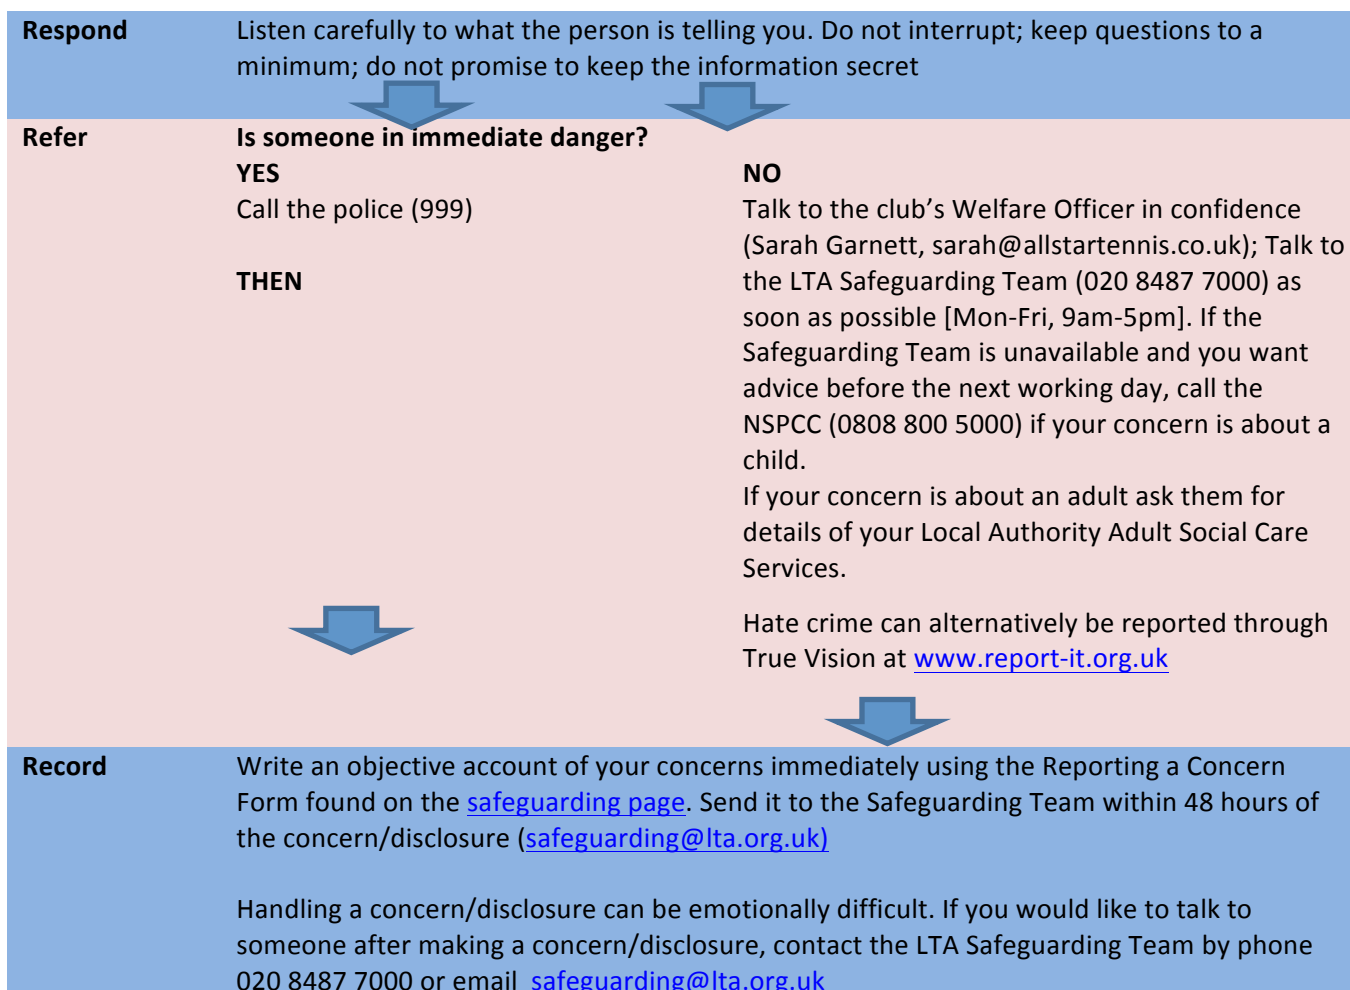 Respond
Listen carefully to what the person is telling you. Do not interrupt; keep questions to a
minimum; do not promise to keep the information secret
Refer
Is someone in immediate danger?
YES
Call the police (999)
THEN
NO
Talk to the club’s Welfare Officer in confidence
(Sarah Garnett, sarah@allstartennis.co.uk); Talk to
the LTA Safeguarding Team (020 8487 7000) as
soon as possible [Mon-Fri, 9am-5pm]. If the
Safeguarding Team is unavailable and you want
advice before the next working day, call the
NSPCC (0808 800 5000) if your concern is about a
child.
If your concern is about an adult ask them for
details of your Local Authority Adult Social Care
Services.
Hate crime can alternatively be reported through
True Vision at www.report-it.org.uk
Record
Write an objective account of your concerns immediately using the Reporting a Concern
Form found on the safeguarding page. Send it to the Safeguarding Team within 48 hours of
the concern/disclosure (safeguarding@lta.org.uk)
Handling a concern/disclosure can be emotionally difficult. If you would like to talk to
someone after making a concern/disclosure, contact the LTA Safeguarding Team by phone
020 8487 7000 or email  safeguarding@lta.org.uk